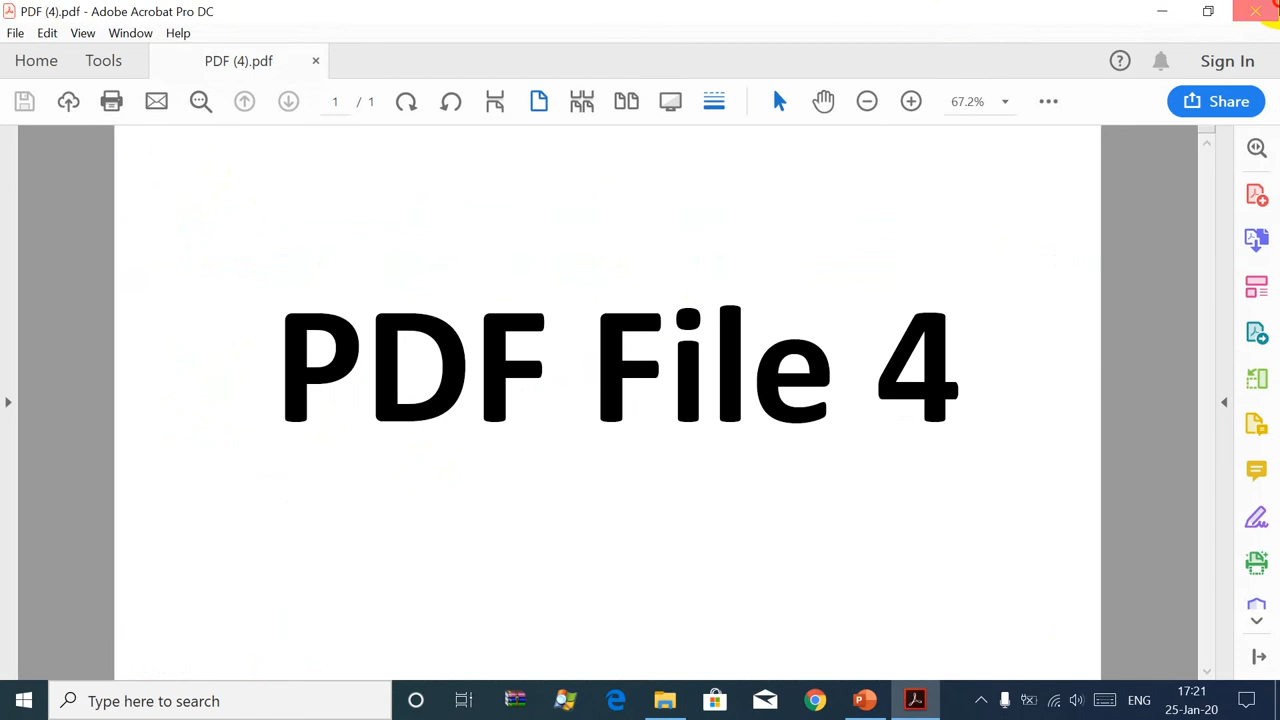 PDF (4).pdf - Adobe Acrobat Pro DC
File Edit View Window Help
Home Tools PDF (4).pdf × Sign In
1 / 1 67.2% Share
PDF File 4
Type here to search
ENG
17:21
25-Jan-20